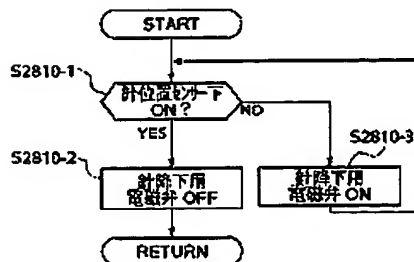 START
S2810-1
針位置センサー下
ON?
NO
YES
S2810-2
S2810-3
針降下用
電磁弁 OFF
針降下用
電磁弁 ON
RETURN